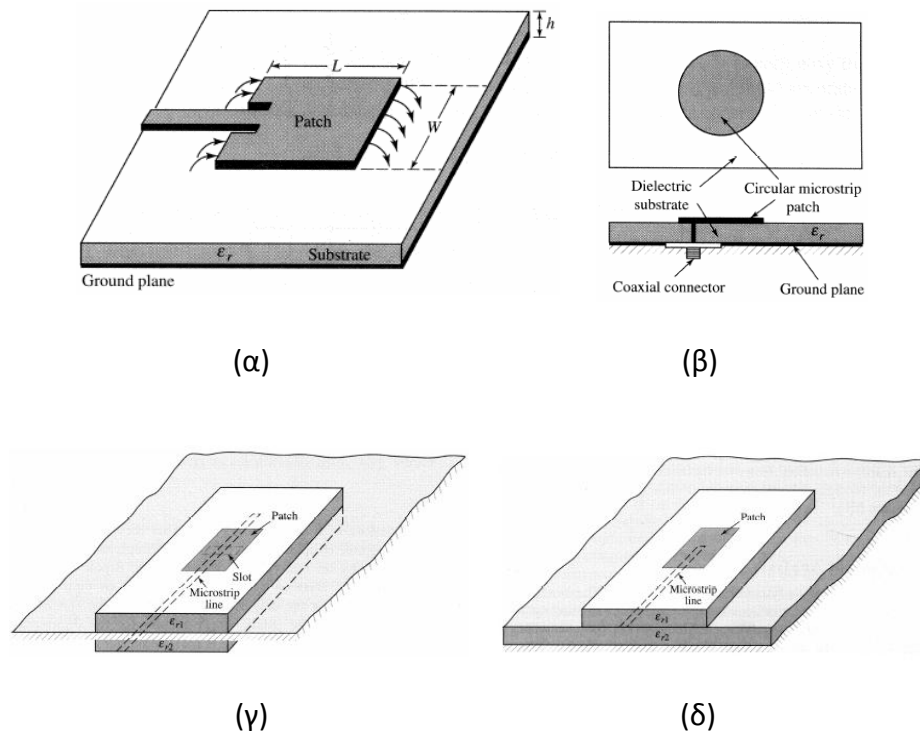 h
L
Patch
W
εr
Substrate
Ground plane
(α)
Dielectric
substrate
Circular microstrip
patch
εr
Coaxial connector
Ground plane
(β)
Patch
Slot
Microstrip
line
εr1
εr2
(γ)
Patch
Microstrip
line
εr1
εr2
(δ)